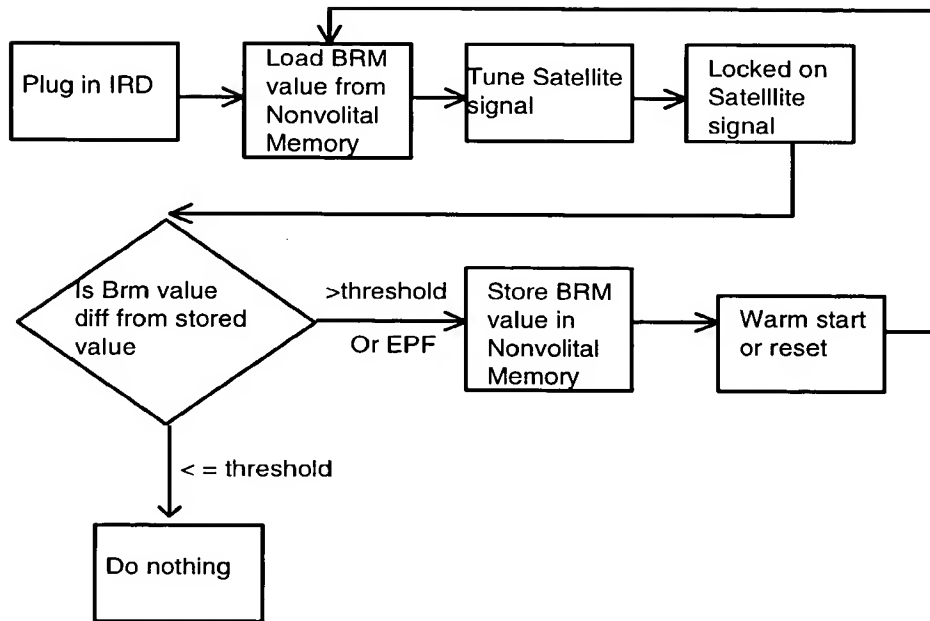 Plug in IRD
Load BRM
value from
Nonvolital
Memory
Tune Satellite
signal
Locked on
Satelllite
signal
Is Brm value
diff from stored
value
>threshold
Or EPF
Store BRM
value in
Nonvolital
Memory
Warm start
or reset
< = threshold
Do nothing